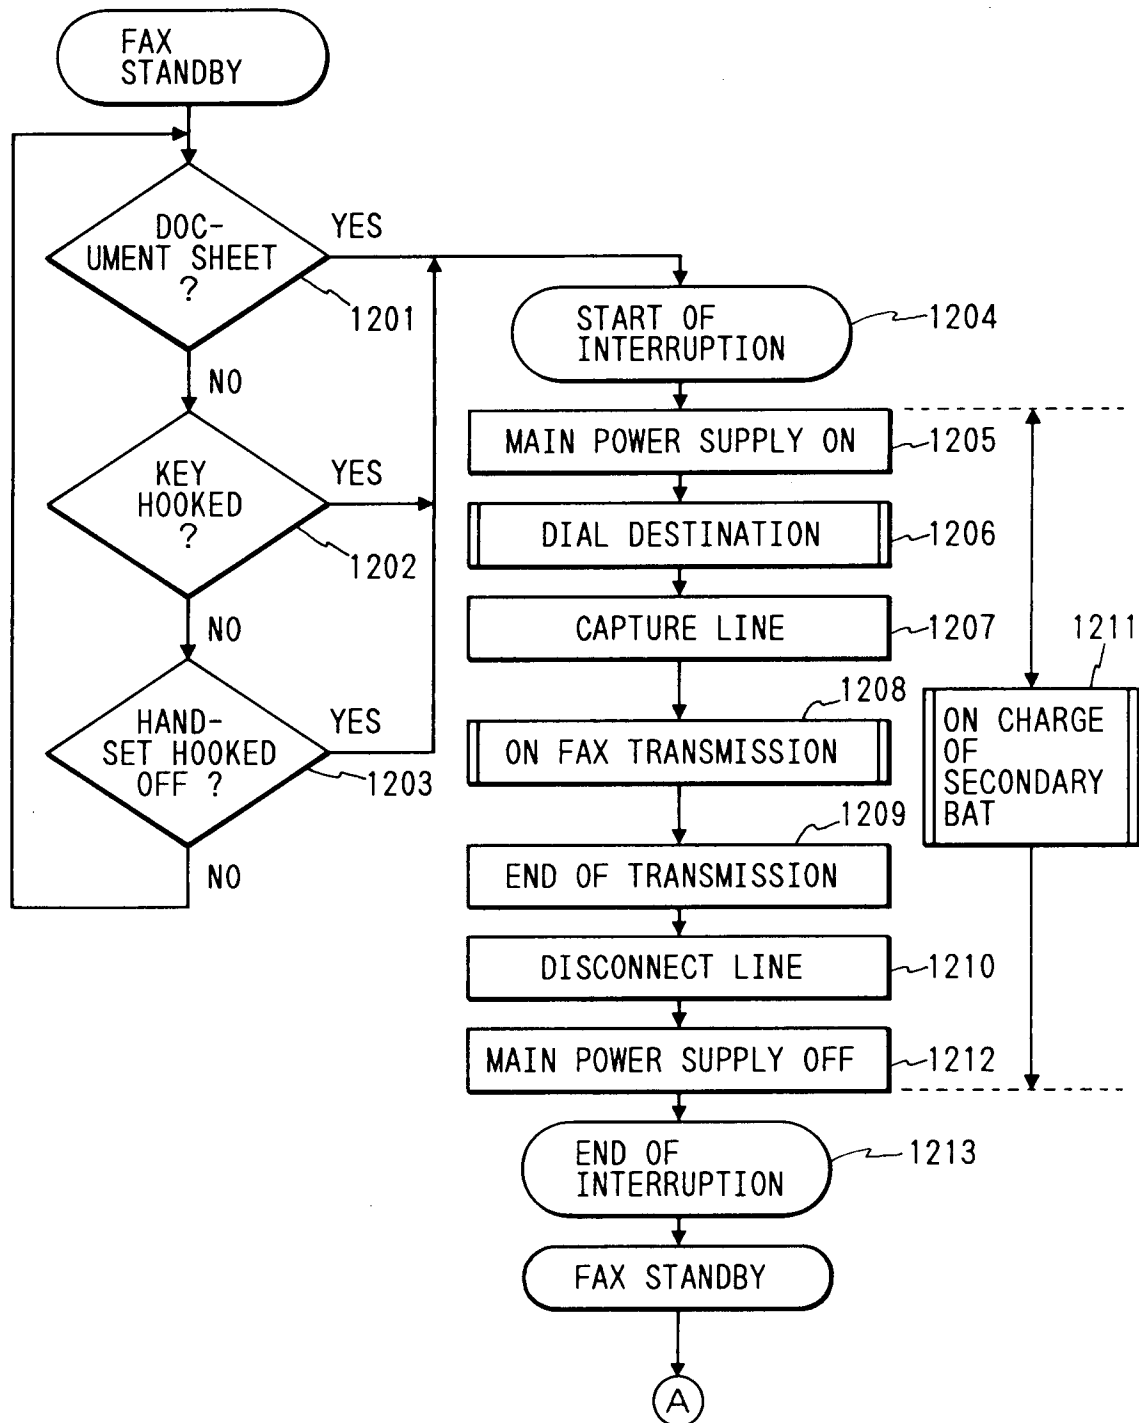 FAX
STANDBY
DOC-
UMENT SHEET
?
YES
1201
NO
KEY
HOOKED
?
YES
1202
NO
HAND-
SET HOOKED
OFF ?
YES
1203
NO
START OF
INTERRUPTION
1204
MAIN POWER SUPPLY ON
1205
DIAL DESTINATION
1206
CAPTURE LINE
1207
1208
ON FAX TRANSMISSION
1209
END OF TRANSMISSION
DISCONNECT LINE
1210
MAIN POWER SUPPLY OFF
1212
1211
ON CHARGE
OF
SECONDARY
BAT
END OF
INTERRUPTION
1213
FAX STANDBY
A